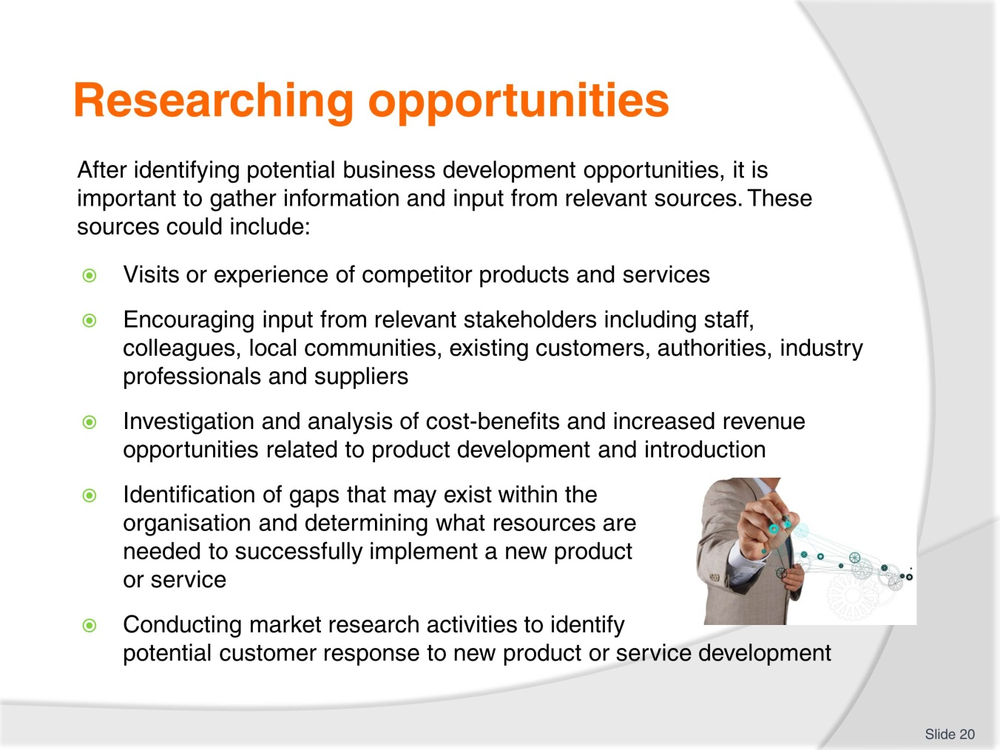 Researching opportunities
After identifying potential business development opportunities, it is
important to gather information and input from relevant sources. These
sources could include:
Visits or experience of competitor products and services
Encouraging input from relevant stakeholders including staff,
colleagues, local communities, existing customers, authorities, industry
professionals and suppliers
Investigation and analysis of cost-benefits and increased revenue
opportunities related to product development and introduction
Identification of gaps that may exist within the
organisation and determining what resources are
needed to successfully implement a new product
or service
Conducting market research activities to identify
potential customer response to new product or service development
Slide 20